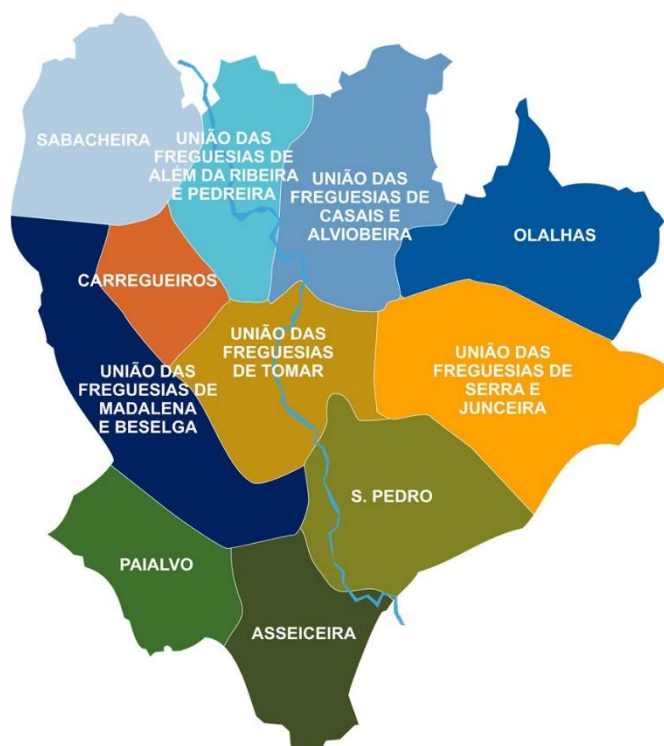 SABACHEIRA
UNIÃO DAS
FREGUESIAS DE
ALÉM DA RIBEIRA
E PEDREIRA
UNIÃO DAS
FREGUESIAS DE
CASAIS E
ALVIOBEIRA
OLALHAS
CARREGUEIROS
UNIÃO DAS
FREGUESIAS
DE TOMAR
UNIÃO DAS
FREGUESIAS DE
SERRA E
JUNCEIRA
UNIÃO DAS
FREGUESIAS DE
MADALENA
E BESELGA
S. PEDRO
PAIALVO
ASSEICEIRA